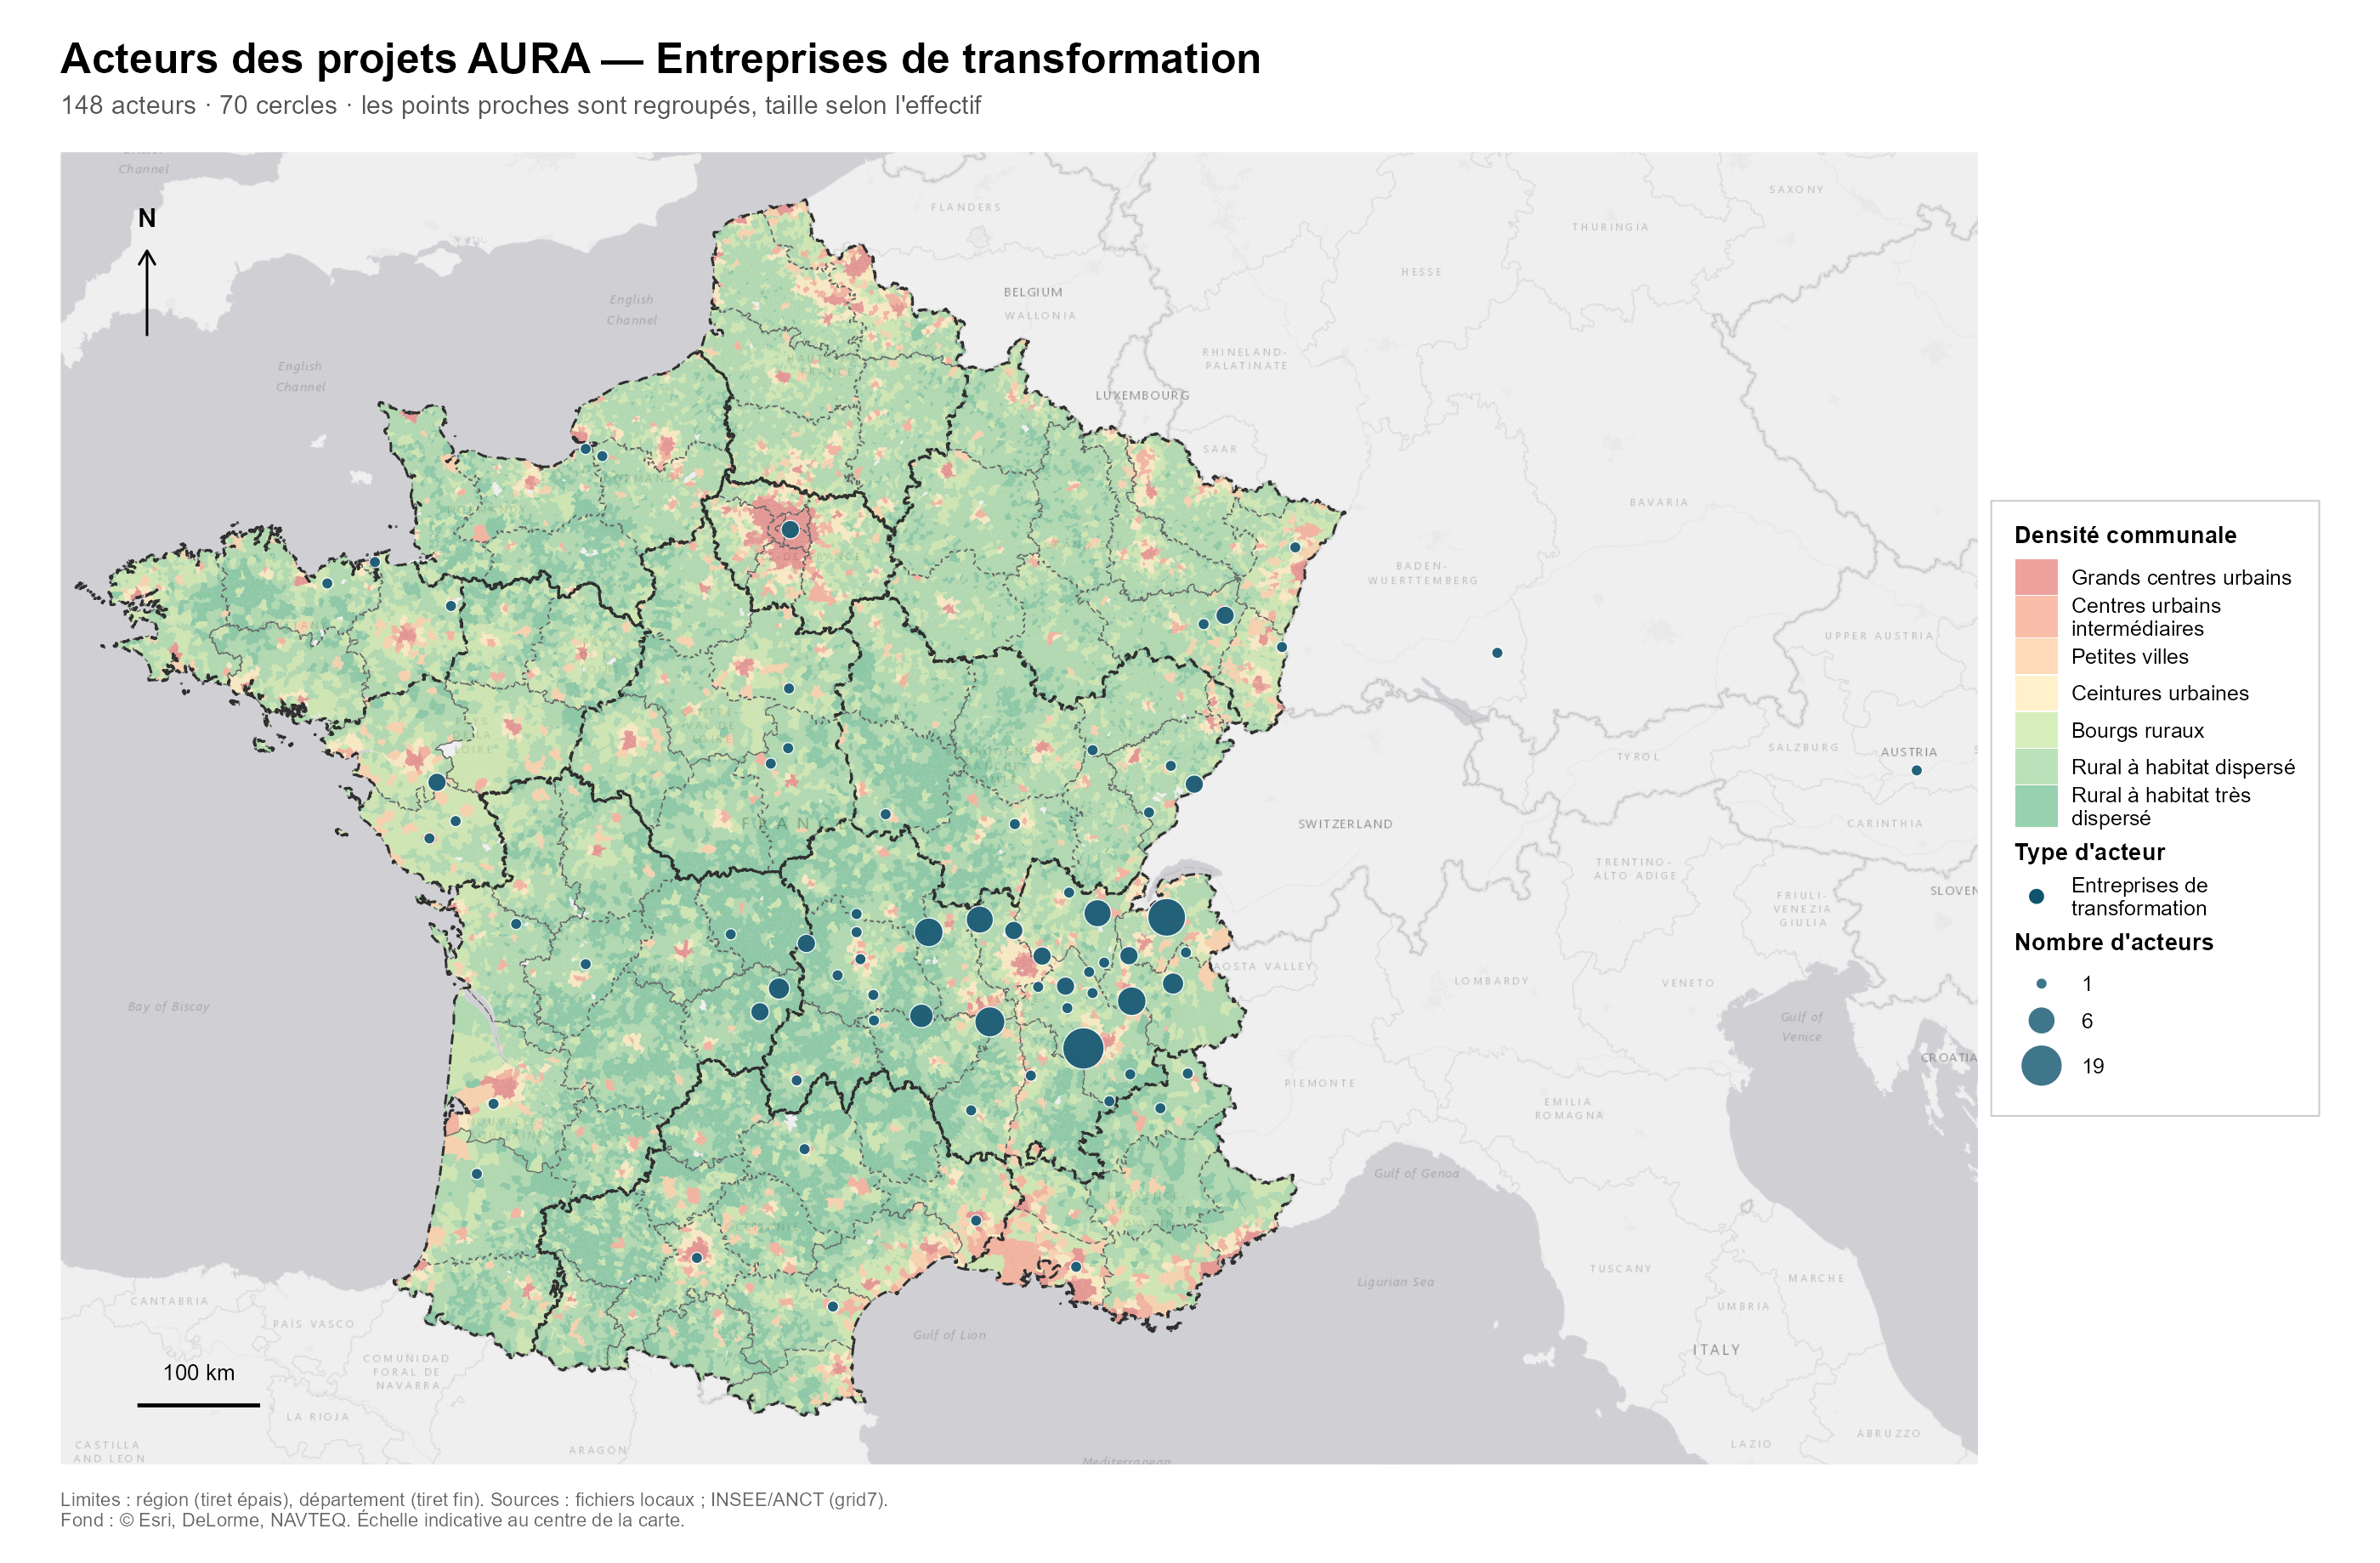 Acteurs des projets AURA — Entreprises de transformation
148 acteurs · 70 cercles · les points proches sont regroupés, taille selon l'effectif
Channel
N
English
Channel
English
Channel
FLANDERS
BELGIUM
WALLONIA
LUXEMBOURG
RHINELAND-
PALATINATE
SAAR
HESSE
THURINGIA
SAXONY
BAVARIA
BADEN-
WUERTTEMBERG
UPPER AUSTRIA
SALZBURG
AUSTRIA
TYROL
CARINTHIA
SWITZERLAND
TRENTINO-
ALTO ADIGE
FRIULI-
VENEZIA
GIULIA
SLOVEN
AOSTA VALLEY
LOMBARDY
VENETO
Gulf of
Venice
CROATIA
PIEMONTE
EMILIA
ROMAGNA
Gulf of Genoa
Ligurian Sea
TUSCANY
MARCHE
UMBRIA
ITALY
LAZIO
ABRUZZO
Bay of Biscay
FRANC
PAYS
LOIRE
Gulf of Lion
Mediterranean
CANTABRIA
PAÍS VASCO
COMUNIDAD
FORAL DE
NAVARRA
LA RIOJA
CASTILLA
AND LEON
ARAGON
100 km
Densité communale
Grands centres urbains
Centres urbains
intermédiaires
Petites villes
Ceintures urbaines
Bourgs ruraux
Rural à habitat dispersé
Rural à habitat très
dispersé
Type d'acteur
Entreprises de
transformation
Nombre d'acteurs
1
6
19
Limites : région (tiret épais), département (tiret fin). Sources : fichiers locaux ; INSEE/ANCT (grid7).
Fond : © Esri, DeLorme, NAVTEQ. Échelle indicative au centre de la carte.